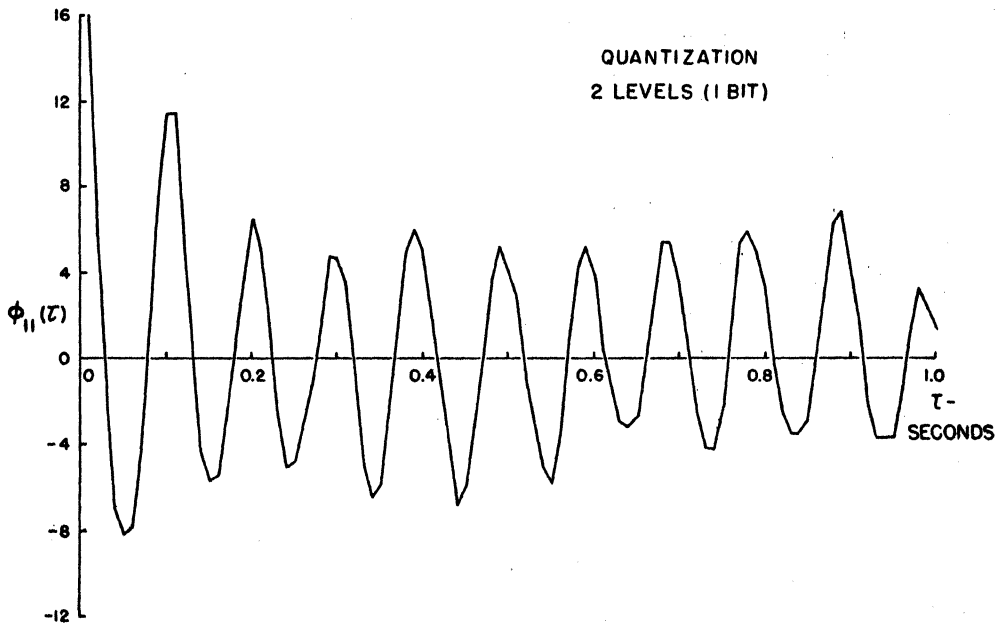 16
QUANTIZATION
2 LEVELS (1 BIT)
12
8
4
ϕ₁₁(τ)
0
0 0.2 0.4 0.6 0.8 1.0
τ-
SECONDS
-4
-8
-12